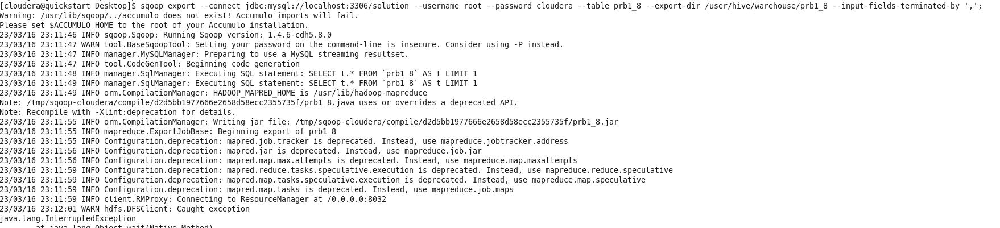 [cloudera@quickstart Desktop]$ sqoop export --connect jdbc:mysql://localhost:3306/solution --username root --password cloudera --table prb1_8 --export-dir /user/hive/warehouse/prb1_8 --input-fields-terminated-by ',';
Warning: /usr/lib/sqoop/../accumulo does not exist! Accumulo imports will fail.
Please set $ACCUMULO_HOME to the root of your Accumulo installation.
23/03/16 23:11:46 INFO sqoop.Sqoop: Running Sqoop version: 1.4.6-cdh5.8.0
23/03/16 23:11:47 WARN tool.BaseSqoopTool: Setting your password on the command-line is insecure. Consider using -P instead.
23/03/16 23:11:47 INFO manager.MySQLManager: Preparing to use a MySQL streaming resultset.
23/03/16 23:11:47 INFO tool.CodeGenTool: Beginning code generation
23/03/16 23:11:48 INFO manager.SqlManager: Executing SQL statement: SELECT t.* FROM `prb1_8` AS t LIMIT 1
23/03/16 23:11:49 INFO manager.SqlManager: Executing SQL statement: SELECT t.* FROM `prb1_8` AS t LIMIT 1
23/03/16 23:11:49 INFO orm.CompilationManager: HADOOP_MAPRED_HOME is /usr/lib/hadoop-mapreduce
Note: /tmp/sqoop-cloudera/compile/d2d5bb1977666e2658d58ecc2355735f/prb1_8.java uses or overrides a deprecated API.
Note: Recompile with -Xlint:deprecation for details.
23/03/16 23:11:55 INFO orm.CompilationManager: Writing jar file: /tmp/sqoop-cloudera/compile/d2d5bb1977666e2658d58ecc2355735f/prb1_8.jar
23/03/16 23:11:55 INFO mapreduce.ExportJobBase: Beginning export of prb1_8
23/03/16 23:11:55 INFO Configuration.deprecation: mapred.job.tracker is deprecated. Instead, use mapreduce.jobtracker.address
23/03/16 23:11:56 INFO Configuration.deprecation: mapred.jar is deprecated. Instead, use mapreduce.job.jar
23/03/16 23:11:56 INFO Configuration.deprecation: mapred.map.max.attempts is deprecated. Instead, use mapreduce.map.maxattempts
23/03/16 23:11:59 INFO Configuration.deprecation: mapred.reduce.tasks.speculative.execution is deprecated. Instead, use mapreduce.reduce.speculative
23/03/16 23:11:59 INFO Configuration.deprecation: mapred.map.tasks.speculative.execution is deprecated. Instead, use mapreduce.map.speculative
23/03/16 23:11:59 INFO Configuration.deprecation: mapred.map.tasks is deprecated. Instead, use mapreduce.job.maps
23/03/16 23:11:59 INFO client.RMProxy: Connecting to ResourceManager at /0.0.0.0:8032
23/03/16 23:12:01 WARN hdfs.DFSClient: Caught exception
java.lang.InterruptedException
at java.lang.Object.wait(Native Method)